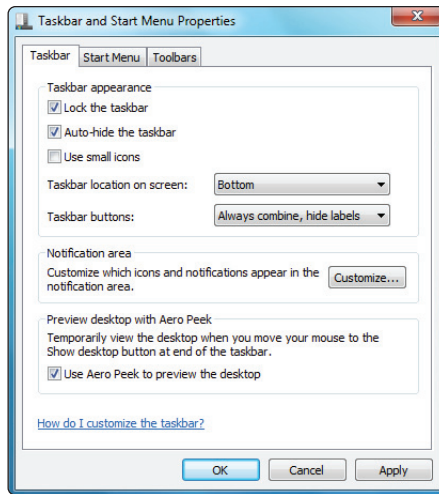 Taskbar and Start Menu Properties
Taskbar
Start Menu
Toolbars
Taskbar appearance
Lock the taskbar
Auto-hide the taskbar
Use small icons
Taskbar location on screen: Bottom
Taskbar buttons: Always combine, hide labels
Notification area
Customize which icons and notifications appear in the
notification area.
Customize...
Preview desktop with Aero Peek
Temporarily view the desktop when you move your mouse to the
Show desktop button at end of the taskbar.
Use Aero Peek to preview the desktop
How do I customize the taskbar?
OK
Cancel
Apply